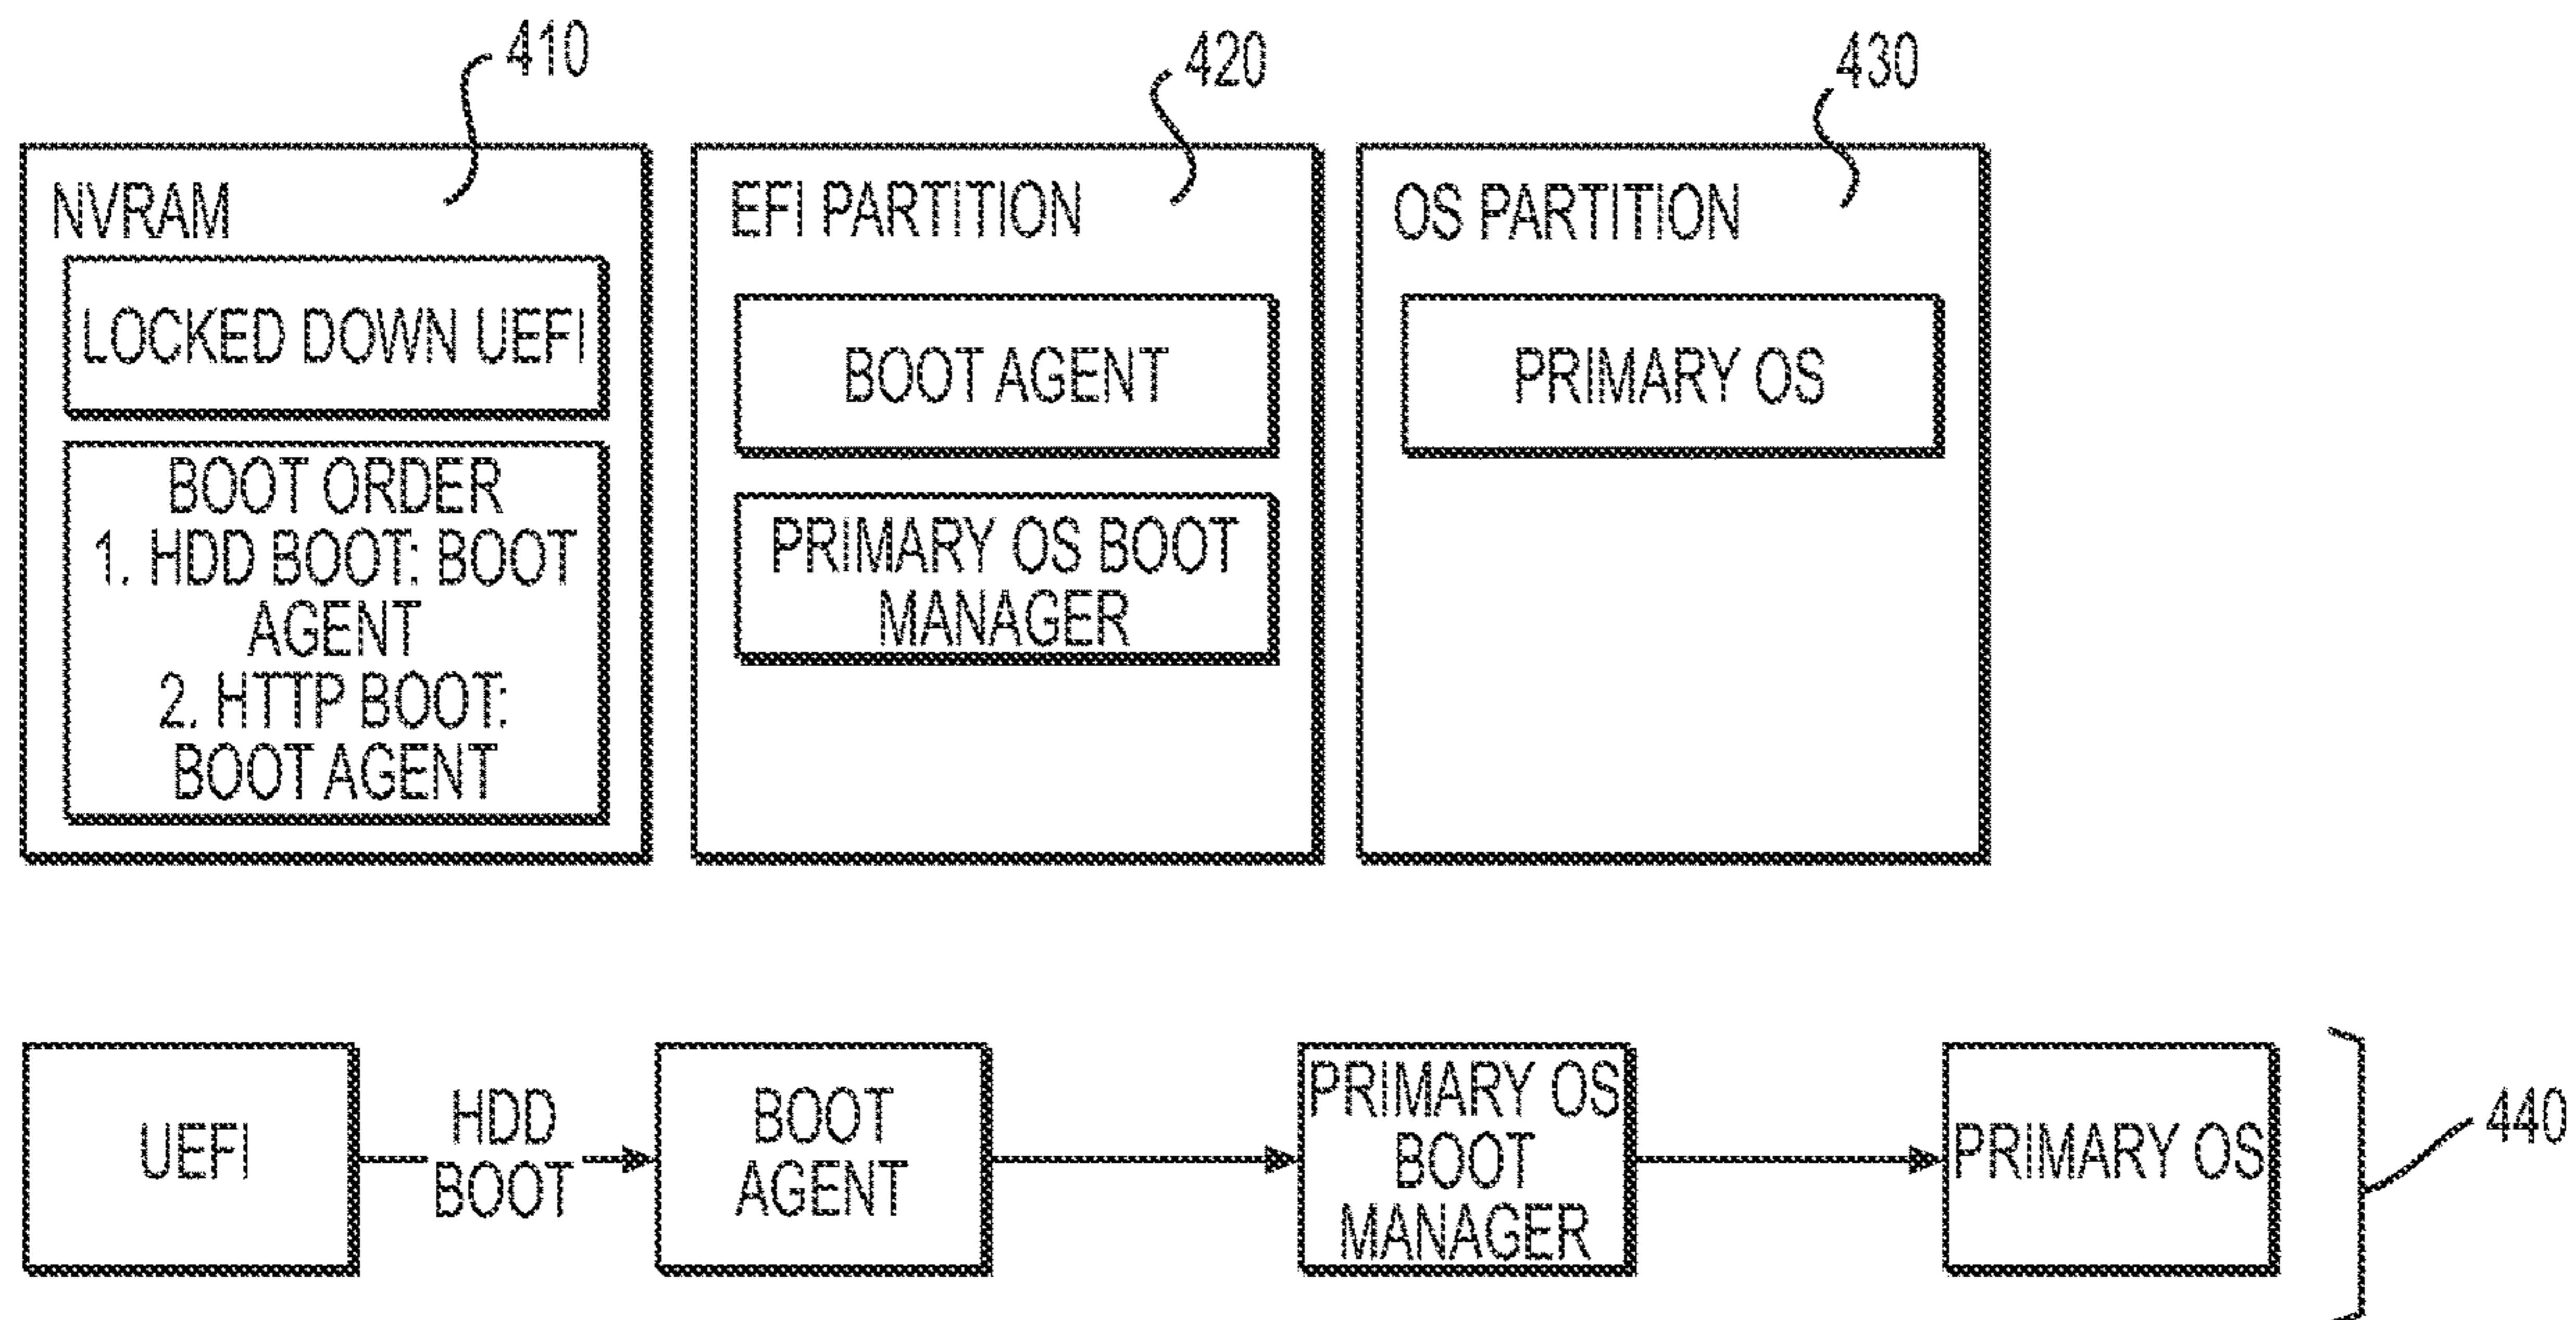 410
420
430
NVRAM
LOCKED DOWN UEFI
BOOT ORDER
1. HDD BOOT: BOOT
AGENT
2. HTTP BOOT:
BOOT AGENT
EFI PARTITION
BOOT AGENT
PRIMARY OS BOOT
MANAGER
OS PARTITION
PRIMARY OS
UEFI
HDD
BOOT
BOOT
AGENT
PRIMARY OS
BOOT
MANAGER
PRIMARY OS
440